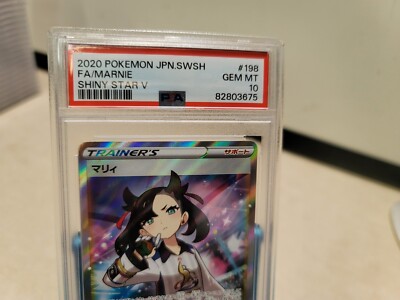 2020 POKEMON JPN.SWSH #198
FA/MARNIE GEM MT
SHINY STAR V 10
PSA 82803675
TRAINER'S サポート
マリィ